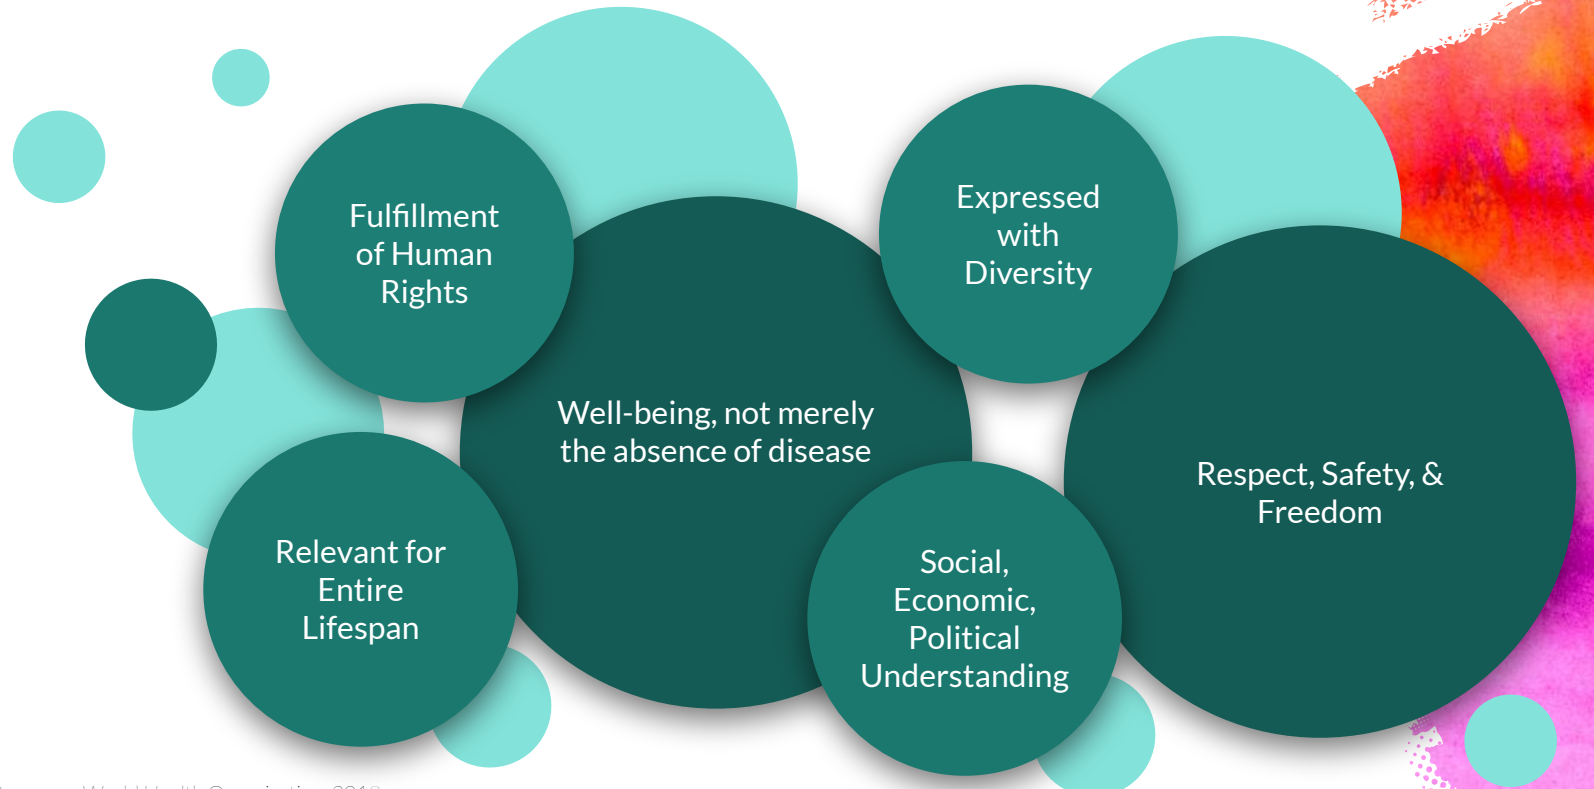 Fulfillment
of Human
Rights
Expressed
with
Diversity
Well-being, not merely
the absence of disease
Respect, Safety, &
Freedom
Relevant for
Entire
Lifespan
Social,
Economic,
Political
Understanding